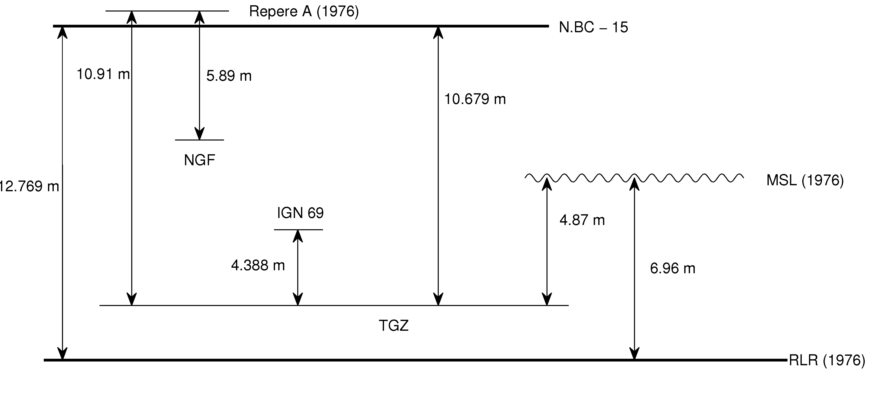 Repere A (1976)
N.BC − 15
10.91 m
5.89 m
10.679 m
NGF
12.769 m
MSL (1976)
IGN 69
4.87 m
4.388 m
6.96 m
TGZ
RLR (1976)